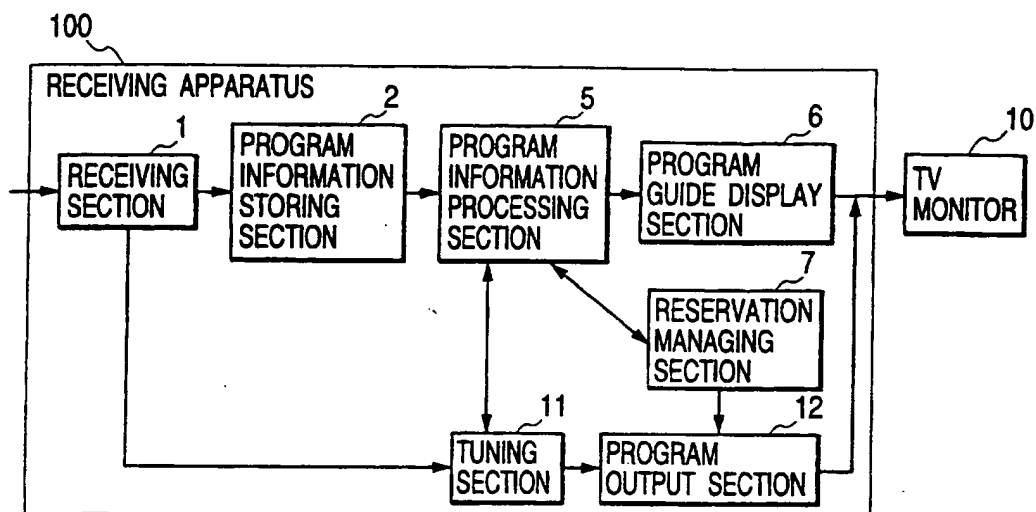 100
RECEIVING APPARATUS
1
RECEIVING
SECTION
2
PROGRAM
INFORMATION
STORING
SECTION
5
PROGRAM
INFORMATION
PROCESSING
SECTION
6
PROGRAM
GUIDE DISPLAY
SECTION
10
TV
MONITOR
7
RESERVATION
MANAGING
SECTION
11
TUNING
SECTION
12
PROGRAM
OUTPUT SECTION